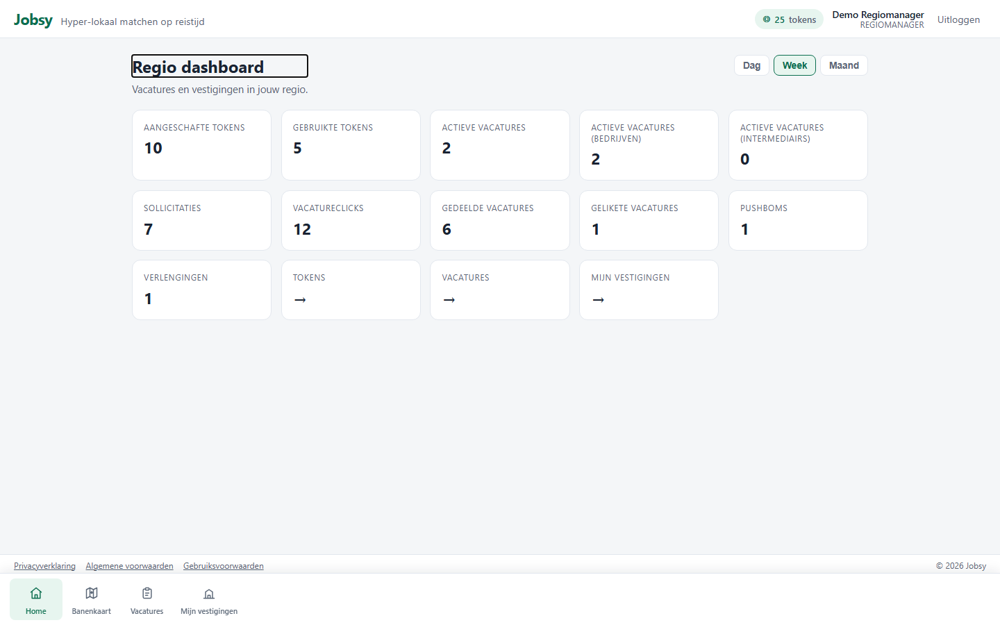 Jobsy Hyper-lokaal matchen op reistijd
25 tokens
Demo Regiomanager
REGIOMANAGER
Uitloggen
Regio dashboard
Dag Week Maand
Vacatures en vestigingen in jouw regio.
AANGESCHAFTE TOKENS
10
GEBRUIKTE TOKENS
5
ACTIEVE VACATURES
2
ACTIEVE VACATURES
(BEDRIJVEN)
2
ACTIEVE VACATURES
(INTERMEDIAIRS)
0
SOLLICITATIES
7
VACATURECLICKS
12
GEDEELDE VACATURES
6
GELIKETE VACATURES
1
PUSHBOMS
1
VERLENGINGEN
1
TOKENS
→
VACATURES
→
MIJN VESTIGINGEN
→
Privacyverklaring Algemene voorwaarden Gebruiksvoorwaarden
© 2026 Jobsy
Home Banenkaart Vacatures Mijn vestigingen